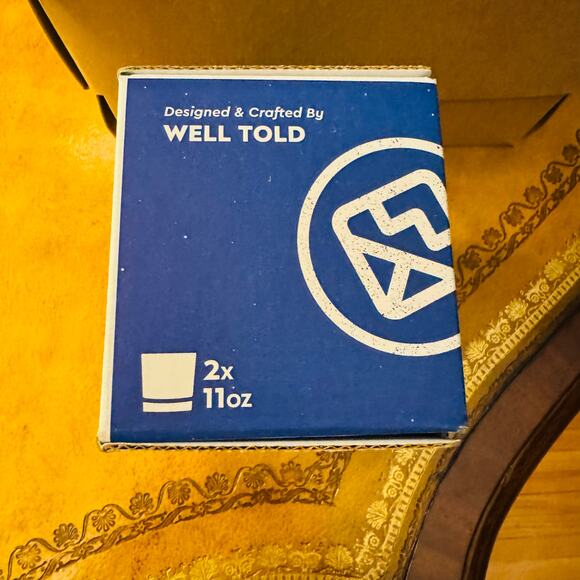 Designed & Crafted By
WELL TOLD
2x
11oz